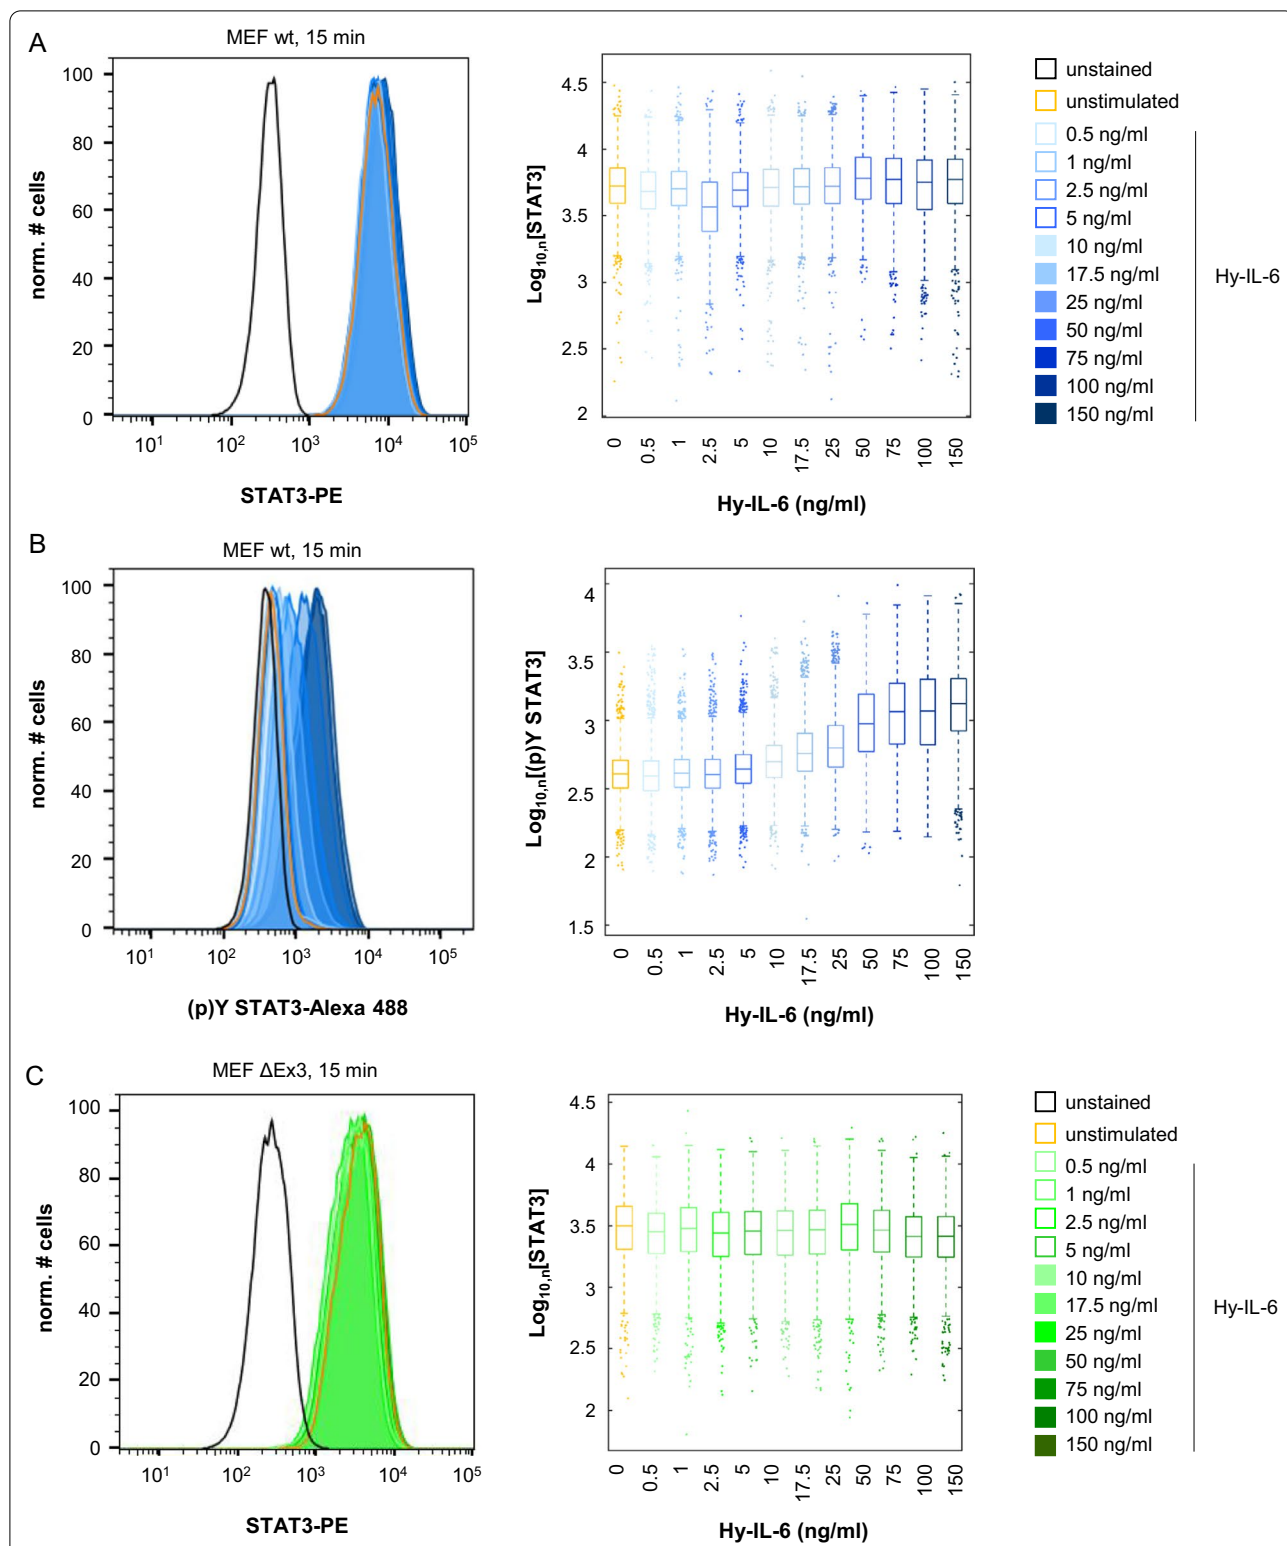 A
MEF wt, 15 min
100
80
60
40
20
0
norm. # cells
10¹ 10² 10³ 10⁴ 10⁵
STAT3-PE
4.5
4
3.5
3
2.5
2
Log₁₀,ₙ[STAT3]
0 0.5 1 2.5 5 10 17.5 25 50 75 100 150
Hy-IL-6 (ng/ml)
unstained
unstimulated
0.5 ng/ml
1 ng/ml
2.5 ng/ml
5 ng/ml
10 ng/ml
17.5 ng/ml
25 ng/ml
50 ng/ml
75 ng/ml
100 ng/ml
150 ng/ml
Hy-IL-6
B
MEF wt, 15 min
100
80
60
40
20
0
norm. # cells
10¹ 10² 10³ 10⁴ 10⁵
(p)Y STAT3-Alexa 488
4
3.5
3
2.5
2
1.5
Log₁₀,ₙ[(p)Y STAT3]
0 0.5 1 2.5 5 10 17.5 25 50 75 100 150
Hy-IL-6 (ng/ml)
C
MEF ΔEx3, 15 min
100
80
60
40
20
0
norm. # cells
10¹ 10² 10³ 10⁴ 10⁵
STAT3-PE
4.5
4
3.5
3
2.5
2
Log₁₀,ₙ[STAT3]
0 0.5 1 2.5 5 10 17.5 25 50 75 100 150
Hy-IL-6 (ng/ml)
unstained
unstimulated
0.5 ng/ml
1 ng/ml
2.5 ng/ml
5 ng/ml
10 ng/ml
17.5 ng/ml
25 ng/ml
50 ng/ml
75 ng/ml
100 ng/ml
150 ng/ml
Hy-IL-6